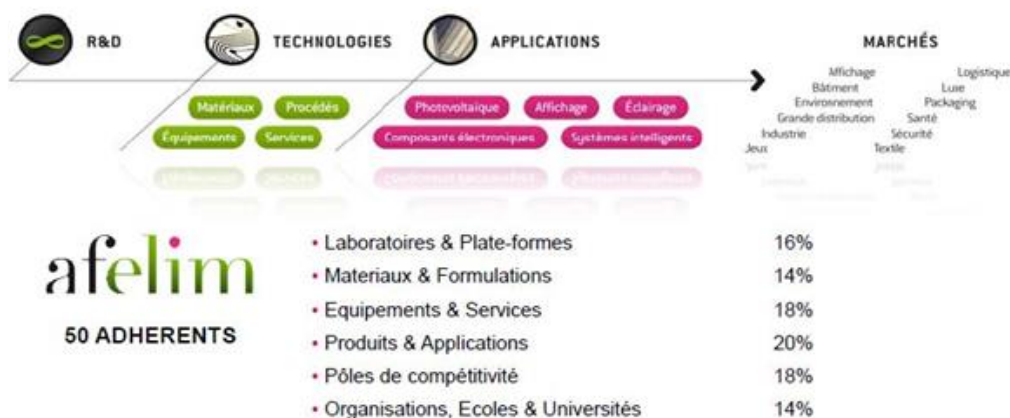 R&D
TECHNOLOGIES
APPLICATIONS
MARCHÉS
Matériaux Procédés
Équipements Services
Photovoltaïque Affichage Éclairage
Composants électroniques Systèmes intelligents
Affichage
Bâtiment
Environnement
Grande distribution
Industrie
Jeux
Logistique
Luxe
Packaging
Santé
Sécurité
Textile
afelim
50 ADHERENTS
• Laboratoires & Plate-formes 16%
• Materiaux & Formulations 14%
• Equipements & Services 18%
• Produits & Applications 20%
• Pôles de compétitivité 18%
• Organisations, Ecoles & Universités 14%